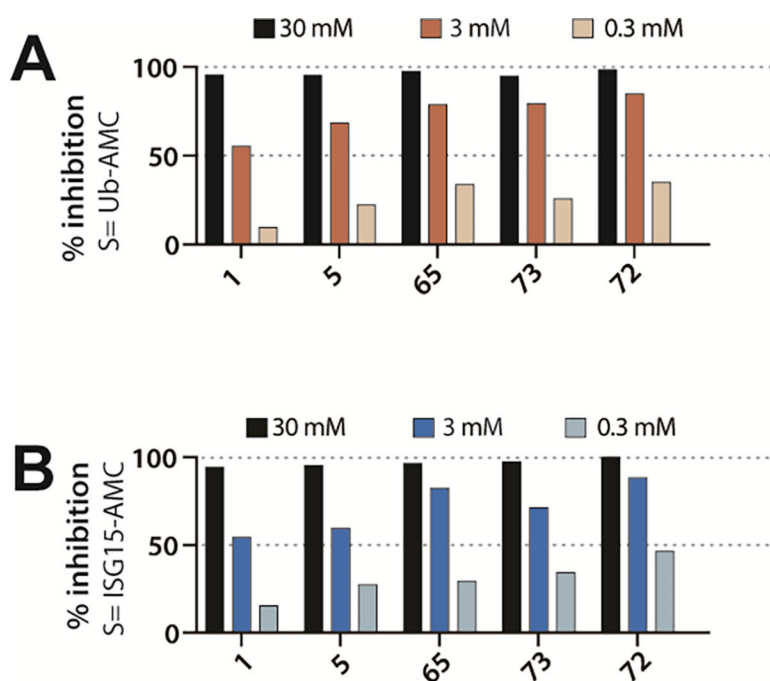 A
30 mM 3 mM 0.3 mM
% inhibition
S= Ub-AMC
100
50
0
1 5 65 73 72
B
30 mM 3 mM 0.3 mM
% inhibition
S= ISG15-AMC
100
50
0
1 5 65 73 72